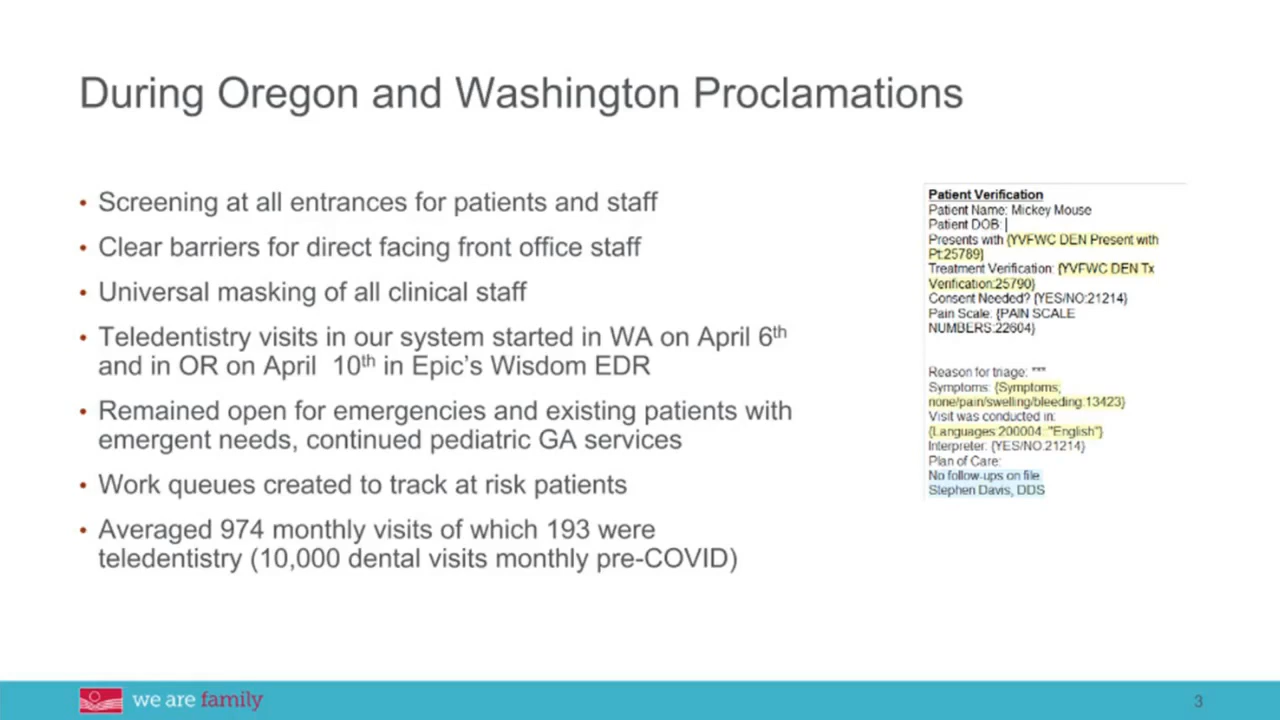 During Oregon and Washington Proclamations
• Screening at all entrances for patients and staff
• Clear barriers for direct facing front office staff
• Universal masking of all clinical staff
• Teledentistry visits in our system started in WA on April 6th
and in OR on April 10th in Epic's Wisdom EDR
• Remained open for emergencies and existing patients with
emergent needs, continued pediatric GA services
• Work queues created to track at risk patients
• Averaged 974 monthly visits of which 193 were
teledentistry (10,000 dental visits monthly pre-COVID)
Patient Verification
Patient Name: Mickey Mouse
Patient DOB:
Presents with {YVFWC DEN Present with
Pt:25789}
Treatment Verification: {YVFWC DEN Tx
Verification:25790}
Consent Needed? {YES/NO:21214}
Pain Scale: {PAIN SCALE
NUMBERS:22604}
Reason for triage: ***
Symptoms: {Symptoms;
none/pain/swelling/bleeding:13423}
Visit was conducted in:
{Languages:200004::"English"}
Interpreter: {YES/NO:21214}
Plan of Care:
No follow-ups on file.
Stephen Davis, DDS
we are family
3